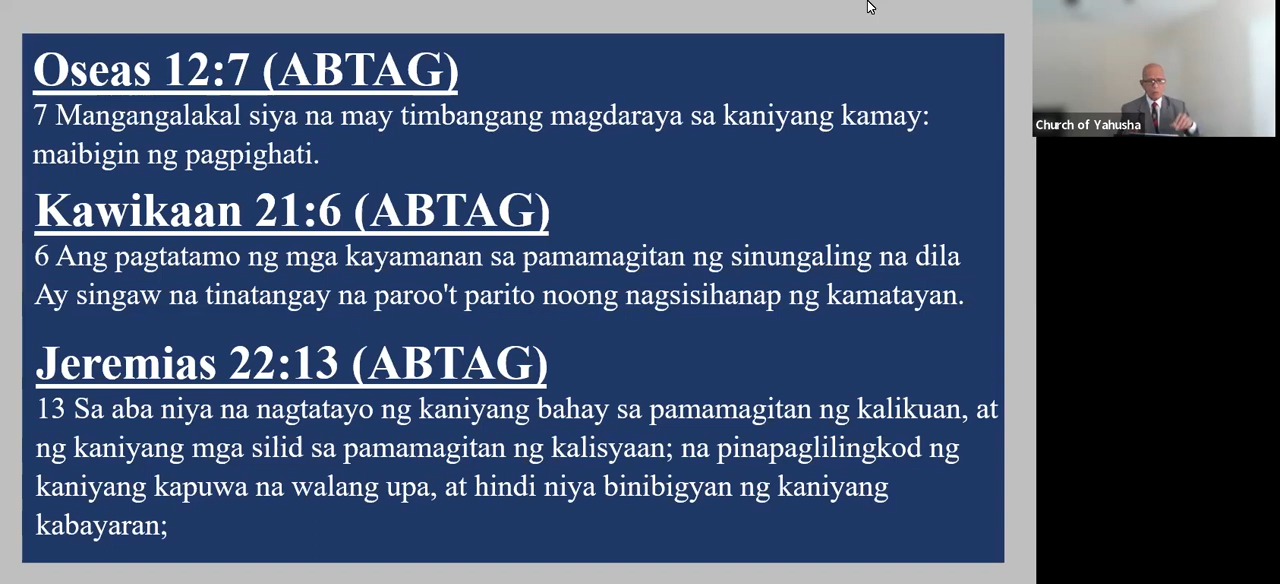 Oseas 12:7 (ABTAG)
7 Mangangalakal siya na may timbangang magdaraya sa kaniyang kamay:
maibigin ng pagpighati.
Kawikaan 21:6 (ABTAG)
6 Ang pagtatamo ng mga kayamanan sa pamamagitan ng sinungaling na dila
Ay singaw na tinatangay na paroo't parito noong nagsisihanap ng kamatayan.
Jeremias 22:13 (ABTAG)
13 Sa aba niya na nagtatayo ng kaniyang bahay sa pamamagitan ng kalikuan, at
ng kaniyang mga silid sa pamamagitan ng kalisyaan; na pinapaglilingkod ng
kaniyang kapuwa na walang upa, at hindi niya binibigyan ng kaniyang
kabayaran;
Church of Yahusha